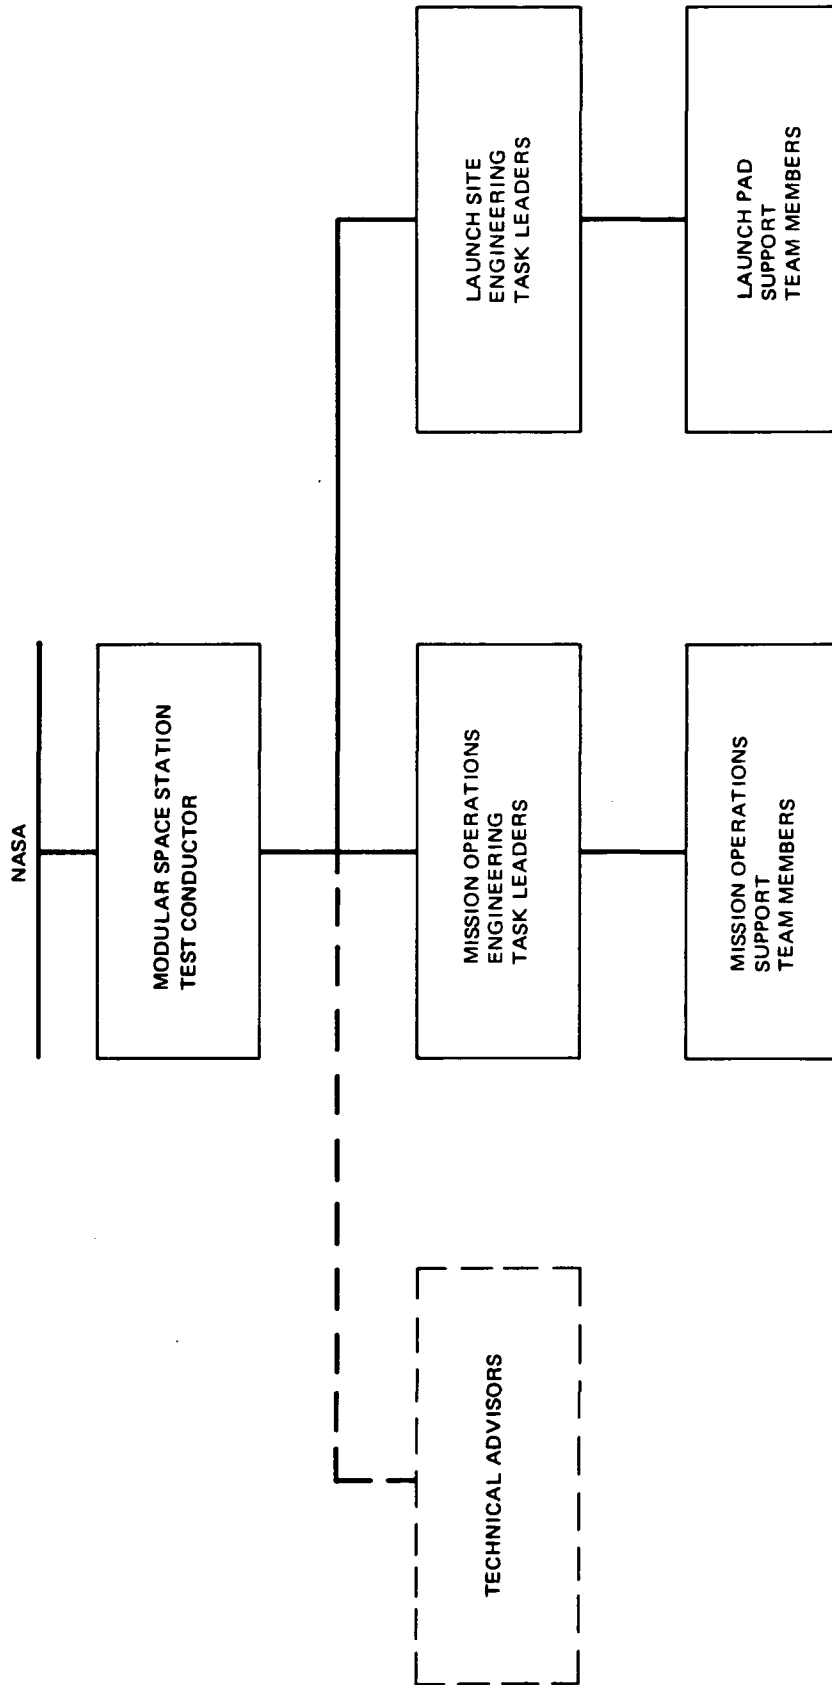 NASA
MODULAR SPACE STATION
TEST CONDUCTOR
TECHNICAL ADVISORS
MISSION OPERATIONS
ENGINEERING
TASK LEADERS
LAUNCH SITE
ENGINEERING
TASK LEADERS
MISSION OPERATIONS
SUPPORT
TEAM MEMBERS
LAUNCH PAD
SUPPORT
TEAM MEMBERS